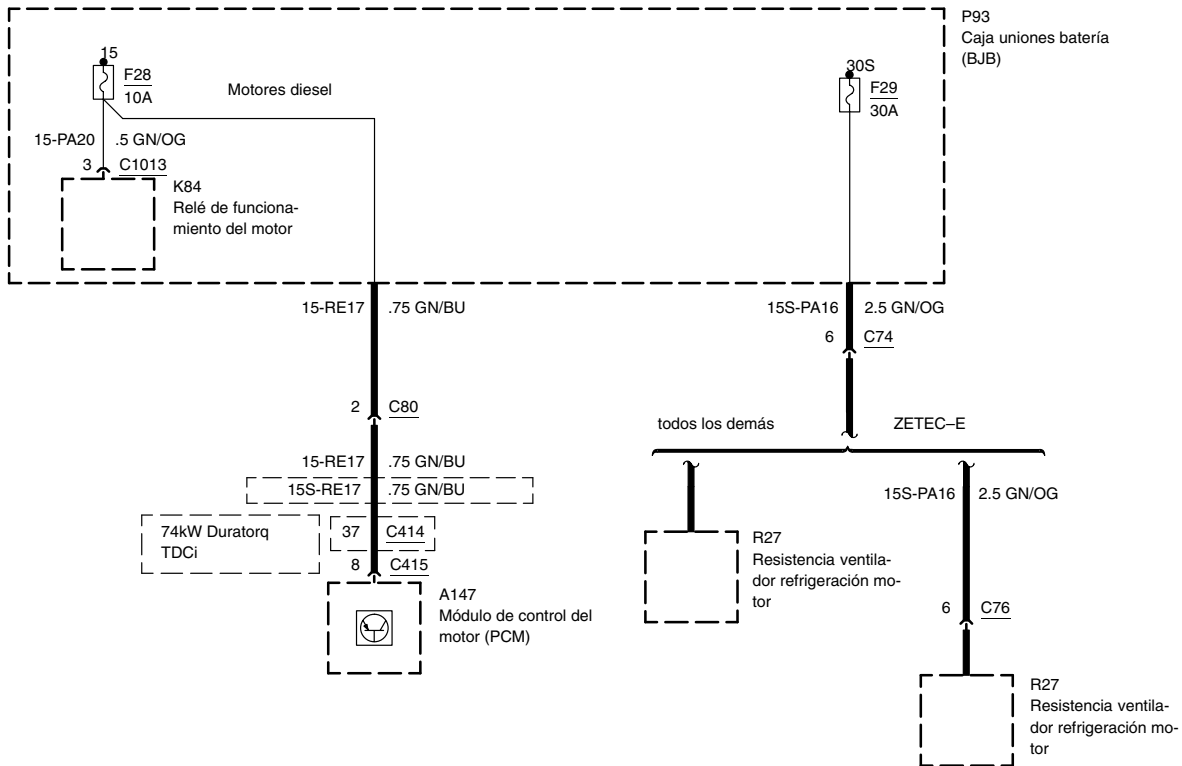 P93
Caja uniones batería
(BJB)
15
F28
10A
Motores diesel
30S
F29
30A
15-PA20 .5 GN/OG
3 C1013
K84
Relé de funciona-
miento del motor
15-RE17 .75 GN/BU
15S-PA16 2.5 GN/OG
6 C74
2 C80
todos los demás
ZETEC–E
15-RE17 .75 GN/BU
15S-RE17 .75 GN/BU
15S-PA16 2.5 GN/OG
74kW Duratorq
TDCi
37 C414
8 C415
R27
Resistencia ventila-
dor refrigeración mo-
tor
A147
Módulo de control del
motor (PCM)
6 C76
R27
Resistencia ventila-
dor refrigeración mo-
tor